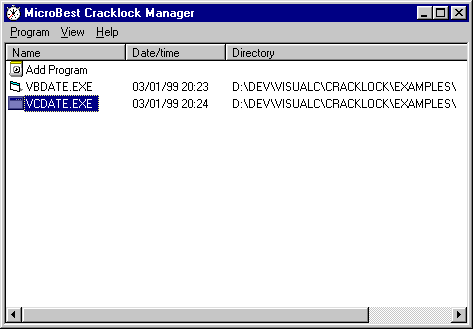 MicroBest Cracklock Manager
Program View Help
Name Date/time Directory
Add Program
VBDATE.EXE 03/01/99 20:23 D:\DEV\VISUALC\CRACKLOCK\EXAMPLES\
VCDATE.EXE 03/01/99 20:24 D:\DEV\VISUALC\CRACKLOCK\EXAMPLES\